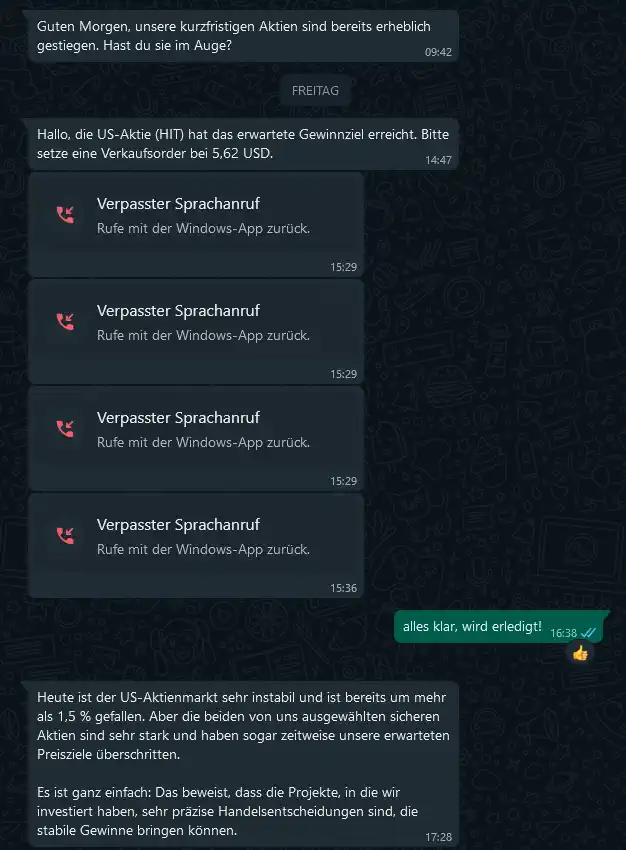 Guten Morgen, unsere kurzfristigen Aktien sind bereits erheblich
gestiegen. Hast du sie im Auge?
09:42
FREITAG
Hallo, die US-Aktie (HIT) hat das erwartete Gewinnziel erreicht. Bitte
setze eine Verkaufsorder bei 5,62 USD.
14:47
Verpasster Sprachanruf
Rufe mit der Windows-App zurück.
15:29
Verpasster Sprachanruf
Rufe mit der Windows-App zurück.
15:29
Verpasster Sprachanruf
Rufe mit der Windows-App zurück.
15:29
Verpasster Sprachanruf
Rufe mit der Windows-App zurück.
15:36
alles klar, wird erledigt!
16:38
Heute ist der US-Aktienmarkt sehr instabil und ist bereits um mehr
als 1,5 % gefallen. Aber die beiden von uns ausgewählten sicheren
Aktien sind sehr stark und haben sogar zeitweise unsere erwarteten
Preisziele überschritten.
Es ist ganz einfach: Das beweist, dass die Projekte, in die wir
investiert haben, sehr präzise Handelsentscheidungen sind, die
stabile Gewinne bringen können.
17:28